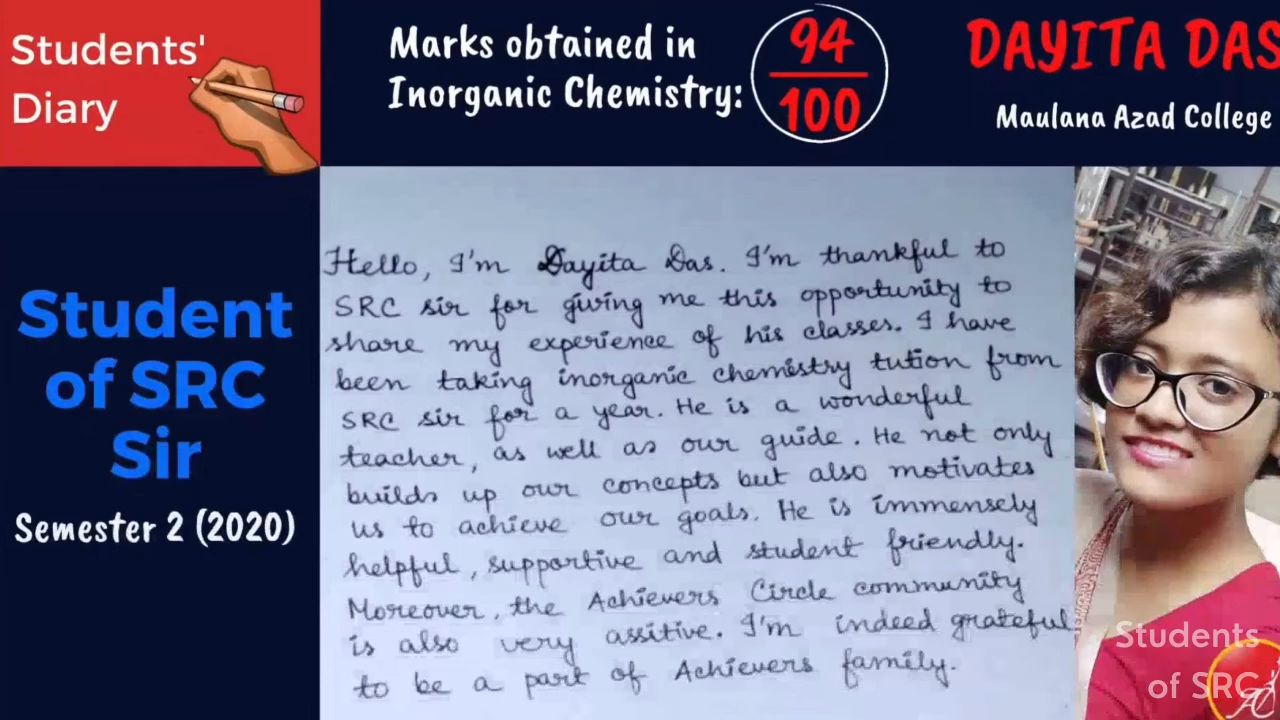 Students'
Diary
Marks obtained in
Inorganic Chemistry:
94
100
DAYITA DAS
Maulana Azad College
Student
of SRC
Sir
Semester 2 (2020)
Hello, I'm Dayita Das. I'm thankful to
SRC sir for giving me this opportunity to
share my experience of his classes. I have
been taking inorganic chemistry tution from
SRC sir for a year. He is a wonderful
teacher, as well as our guide. He not only
builds up our concepts but also motivates
us to achieve our goals. He is immensely
helpful, supportive and student friendly.
Moreover, the Achievers Circle community
is also very assitive. I'm indeed grateful
to be a part of Achievers family.
Students
of SRC
AC